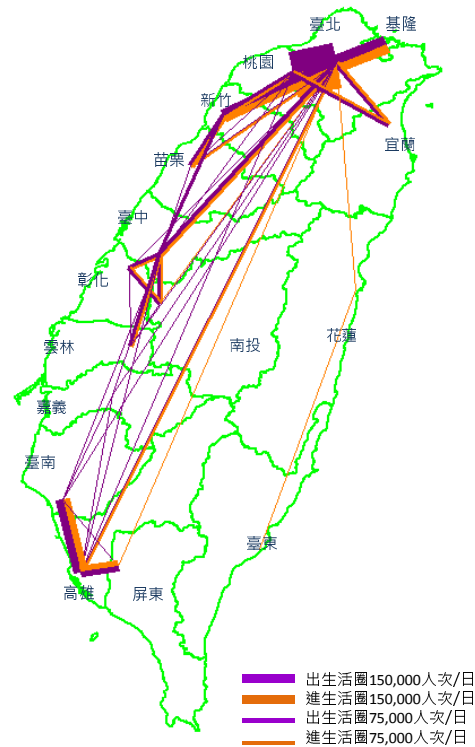 臺北
基隆
桃園
新竹
宜蘭
苗栗
臺中
彰化
雲林
南投
花蓮
嘉義
臺南
臺東
高雄
屏東
出生活圈150,000人次/日
進生活圈150,000人次/日
出生活圈75,000人次/日
進生活圈75,000人次/日